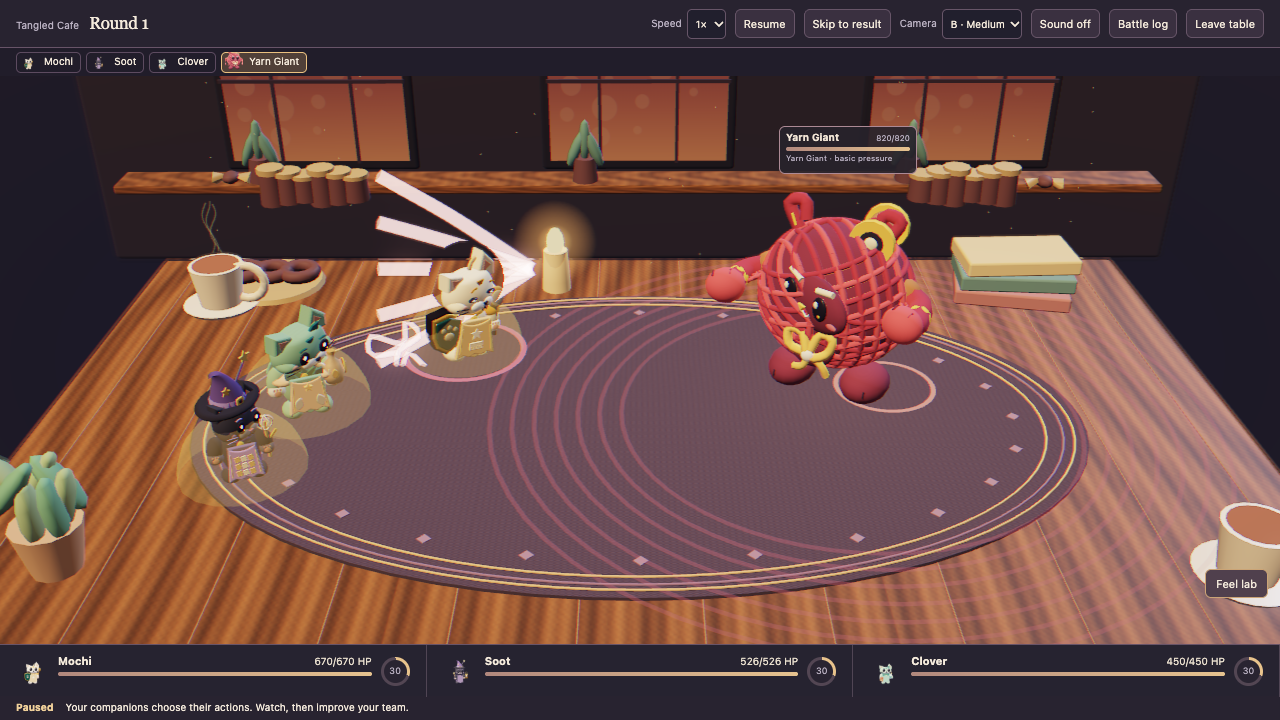 Tangled Cafe Round 1
Speed 1x Resume Skip to result Camera B · Medium Sound off Battle log Leave table
Mochi Soot Clover Yarn Giant
Yarn Giant 820/820
Yarn Giant · basic pressure
Feel lab
Mochi 670/670 HP 30
Soot 526/526 HP 30
Clover 450/450 HP 30
Paused Your companions choose their actions. Watch, then improve your team.